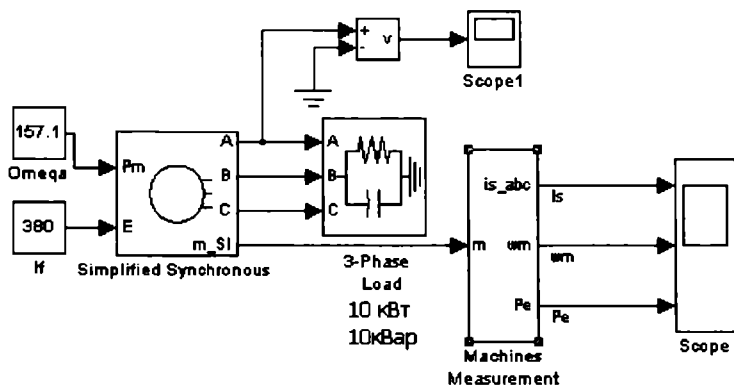 +
-
v
Scope1
157.1
Omeqa
380
If
Pm
E
A
B
C
m_SI
Simplified Synchronous
A
B
C
3-Phase
Load
10 кВт
10кВар
m
is_abc
wm
Pe
Machines
Measurement
Is
wm
Pe
Scope